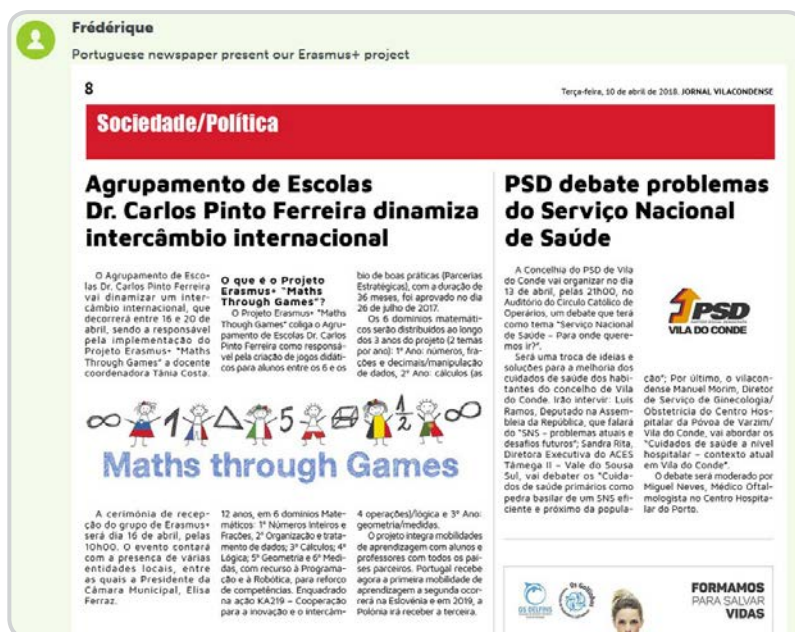 Frédérique
Portuguese newspaper present our Erasmus+ project
8
Terça-feira, 10 de abril de 2018. JORNAL VILACONDENSE
Sociedade/Política
Agrupamento de Escolas
Dr. Carlos Pinto Ferreira dinamiza
intercâmbio internacional
O Agrupamento de Esco-
las Dr. Carlos Pinto Ferreira
vai dinamizar um inter-
câmbio internacional, que
decorrerá entre 16 e 20 de
abril, sendo a responsável
pela implementação do
Projeto Erasmus+ "Maths
Through Games" a docente
coordenadora Tânia Costa.
O que é o Projeto
Erasmus+ "Maths
Through Games"?
O Projeto Erasmus+ "Maths
Though Games" coliga o Agru-
pamento de Escolas Dr. Carlos
Pinto Ferreira como responsá-
vel pela criação de jogos didáti-
cos para alunos entre os 6 e os
bio de boas práticas (Parcerias
Estratégicas), com a duração de
36 meses, foi aprovado no dia
26 de julho de 2017.
Os 6 domínios matemáti-
cos serão distribuídos ao longo
dos 3 anos do projeto (2 temas
por ano): 1º Ano: números, fra-
ções e decimais/manipulação
de dados, 2º Ano: cálculos (as
∞ 1 Δ 5 1/2 ∞
Maths through Games
A cerimónia de recep-
ção do grupo de Erasmus+
será dia 16 de abril, pelas
10h00. O evento contará
com a presença de várias
entidades locais, entre
as quais a Presidente da
Câmara Municipal, Elisa
Ferraz.
12 anos, em 6 domínios Mate-
máticos: 1º Números Inteiros e
Frações, 2º Organização e trata-
mento de dados; 3º Cálculos; 4º
Lógica; 5º Geometria e 6º Medi-
das, com recurso à Programa-
ção e à Robótica, para reforço
de competências. Enquadrado
na ação KA219 – Cooperação
para a inovação e o intercâm-
4 operações)/lógica e 3º Ano:
geometria/medidas.
O projeto integra mobilidades
de aprendizagem com alunos e
professores com todos os paí-
ses parceiros. Portugal recebe
agora a primeira mobilidade de
aprendizagem a segunda ocor-
rerá na Eslovénia e em 2019, a
Polónia irá receber a terceira.
PSD debate problemas
do Serviço Nacional
de Saúde
A Concelhia do PSD de Vila
do Conde vai organizar no dia
13 de abril, pelas 21h00, no
Auditório do Círculo Católico de
Operários, um debate que terá
como tema "Serviço Nacional
de Saúde – Para onde quere-
mos ir?".
Será uma troca de ideias e
soluções para a melhoria dos
cuidados de saúde dos habi-
tantes do concelho de Vila
do Conde. Irão intervir: Luís
Ramos, Deputado na Assem-
bleia da República, que falará
do "SNS – problemas atuais e
desafios futuros"; Sandra Rita,
Diretora Executiva do ACES
Tâmega II – Vale do Sousa
Sul, vai debater os "Cuida-
dos de saúde primários como
pedra basilar de um SNS efi-
ciente e próximo da popula-
PSD
VILA DO CONDE
ção"; Por último, o vilacon-
dense Manuel Morim, Diretor
de Serviço de Ginecologia/
Obstetrícia do Centro Hos-
pitalar da Póvoa de Varzim/
Vila do Conde, vai abordar os
"Cuidados de saúde a nível
hospitalar – contexto atual
em Vila do Conde".
O debate será moderado por
Miguel Neves, Médico Oftal-
mologista no Centro Hospita-
lar do Porto.
OS DELFINS
Os Golfinhos
FORMAMOS
PARA SALVAR
VIDAS